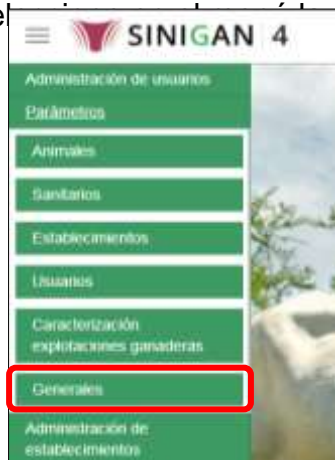 SINIGAN 4
Administración de usuarios
Parámetros
Animales
Sanitarios
Establecimientos
Usuarios
Caracterización
explotaciones ganaderas
Generales
Administración de
establecimientos